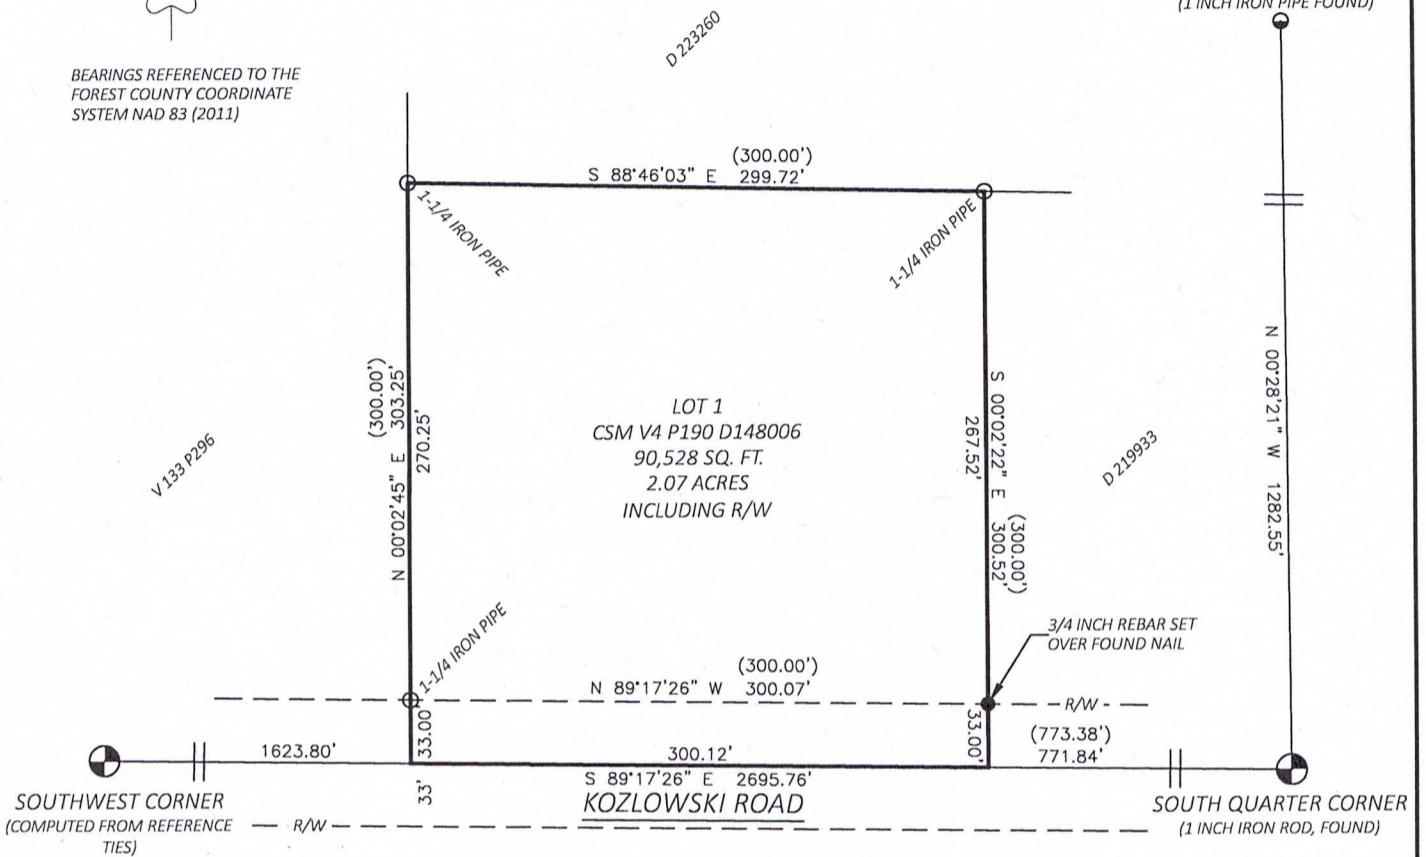 (1 INCH IRON PIPE FOUND)
D 223260
BEARINGS REFERENCED TO THE
FOREST COUNTY COORDINATE
SYSTEM NAD 83 (2011)
(300.00')
S 88°46'03" E 299.72'
1-1/4 IRON PIPE
1-1/4 IRON PIPE
(300.00')
N 00°02'45" E 303.25'
270.25'
LOT 1
CSM V4 P190 D148006
90,528 SQ. FT.
2.07 ACRES
INCLUDING R/W
267.52'
S 00°02'22" E 300.52'
(300.00')
N 00°28'21" W 1282.55'
V 133 P296
D 219933
3/4 INCH REBAR SET
OVER FOUND NAIL
1-1/4 IRON PIPE
(300.00')
N 89°17'26" W 300.07'
R/W
33.00'
33.00'
(773.38')
771.84'
1623.80'
300.12'
S 89°17'26" E 2695.76'
33'
KOZLOWSKI ROAD
SOUTHWEST CORNER
(COMPUTED FROM REFERENCE
TIES)
R/W
SOUTH QUARTER CORNER
(1 INCH IRON ROD, FOUND)